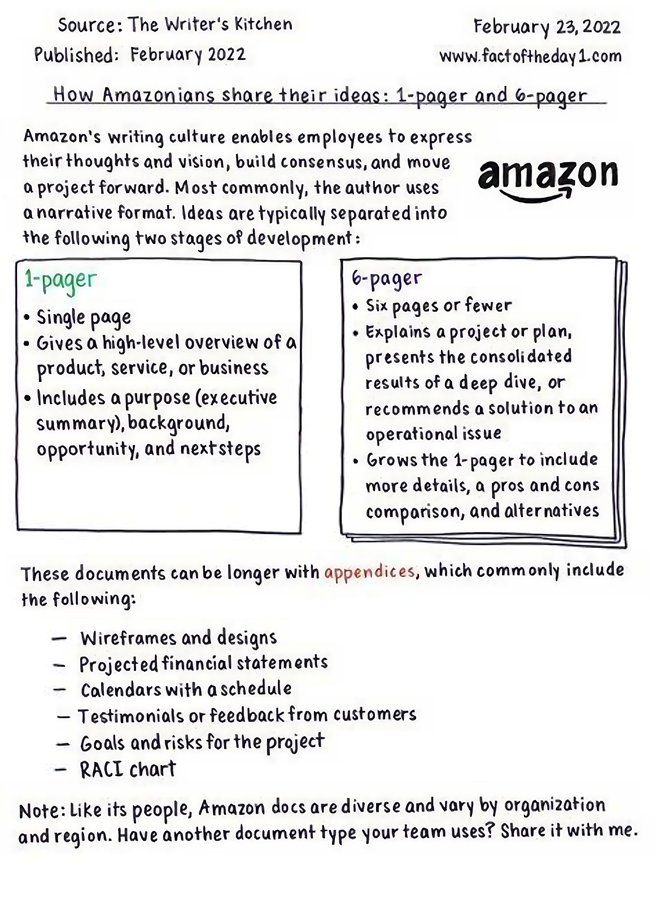 Source: The Writer's Kitchen
February 23, 2022
Published: February 2022
www.factoftheday1.com
How Amazonians share their ideas: 1-pager and 6-pager
Amazon's writing culture enables employees to express
their thoughts and vision, build consensus, and move
a project forward. Most commonly, the author uses
a narrative format. Ideas are typically separated into
the following two stages of development:
amazon
1-pager
• Single page
• Gives a high-level overview of a
product, service, or business
• Includes a purpose (executive
summary), background,
opportunity, and next steps
6-pager
• Six pages or fewer
• Explains a project or plan,
presents the consolidated
results of a deep dive, or
recommends a solution to an
operational issue
• Grows the 1-pager to include
more details, a pros and cons
comparison, and alternatives
These documents can be longer with appendices, which commonly include
the following:
— Wireframes and designs
— Projected financial statements
— Calendars with a schedule
— Testimonials or feedback from customers
— Goals and risks for the project
— RACI chart
Note: Like its people, Amazon docs are diverse and vary by organization
and region. Have another document type your team uses? Share it with me.